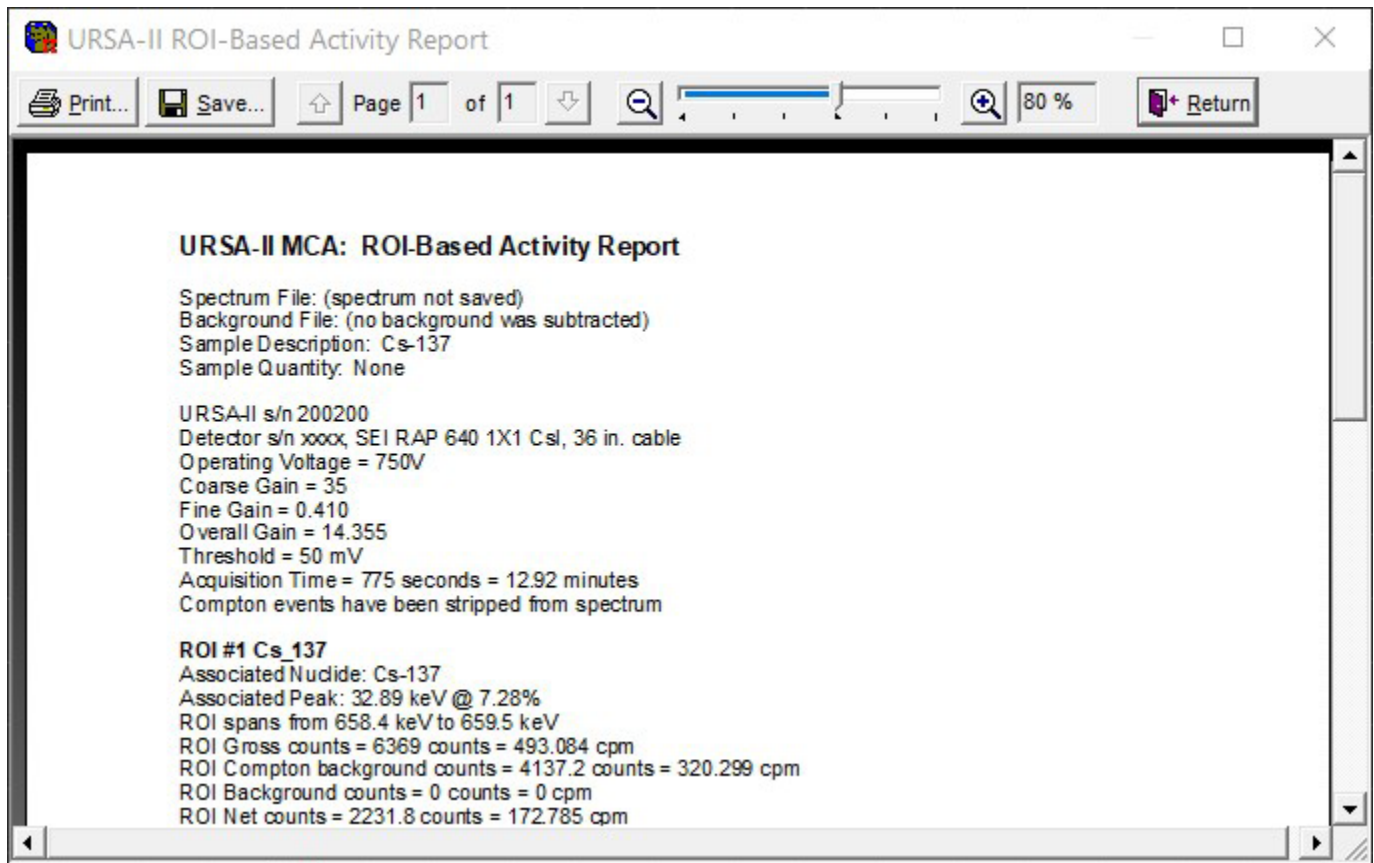 URSA-II ROI-Based Activity Report
Print... Save... Page 1 of 1 80 % Return
URSA-II MCA: ROI-Based Activity Report
Spectrum File: (spectrum not saved)
Background File: (no background was subtracted)
Sample Description: Cs-137
Sample Quantity: None
URSA-II s/n 200200
Detector s/n xxxx, SEI RAP 640 1X1 CsI, 36 in. cable
Operating Voltage = 750V
Coarse Gain = 35
Fine Gain = 0.410
Overall Gain = 14.355
Threshold = 50 mV
Acquisition Time = 775 seconds = 12.92 minutes
Compton events have been stripped from spectrum
ROI #1 Cs_137
Associated Nuclide: Cs-137
Associated Peak: 32.89 keV @ 7.28%
ROI spans from 658.4 keV to 659.5 keV
ROI Gross counts = 6369 counts = 493.084 cpm
ROI Compton background counts = 4137.2 counts = 320.299 cpm
ROI Background counts = 0 counts = 0 cpm
ROI Net counts = 2231.8 counts = 172.785 cpm